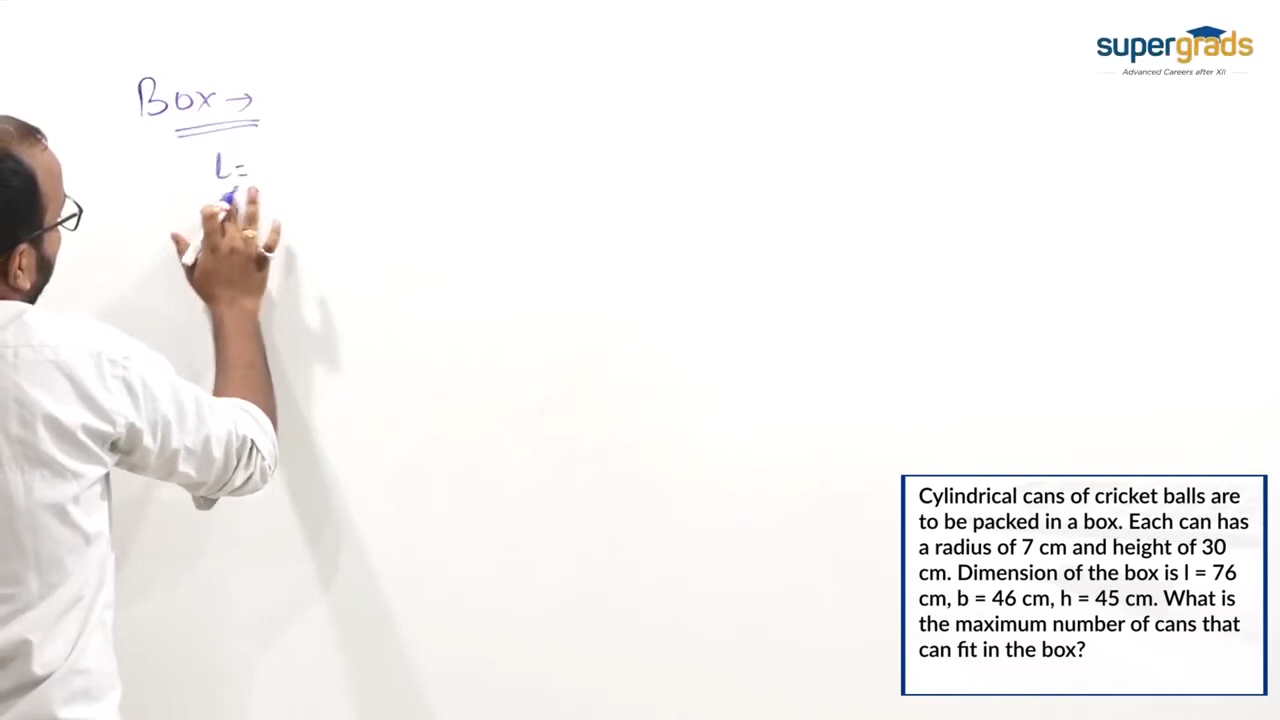 supergrads
Advanced Careers after XII
Box →
L =
Cylindrical cans of cricket balls are
to be packed in a box. Each can has
a radius of 7 cm and height of 30
cm. Dimension of the box is l = 76
cm, b = 46 cm, h = 45 cm. What is
the maximum number of cans that
can fit in the box?